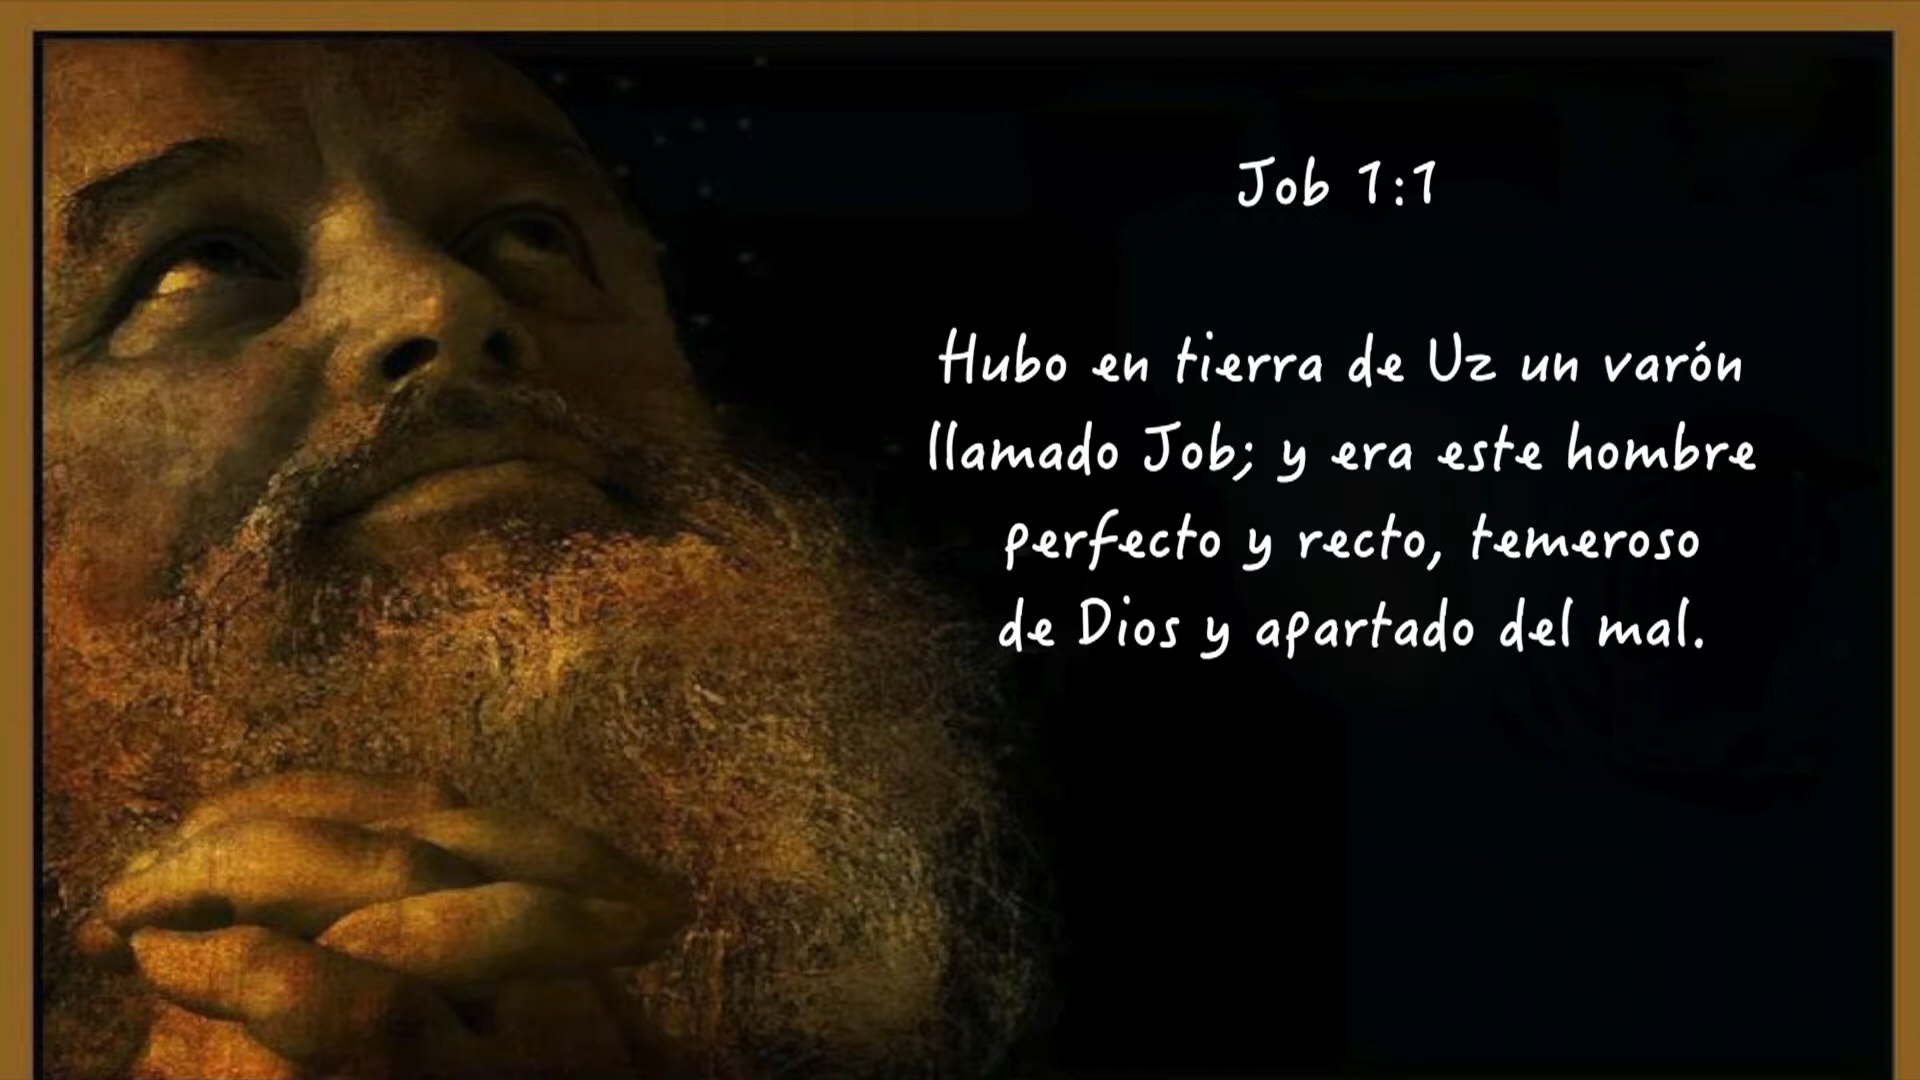 Job 1:1
Hubo en tierra de Uz un varón
llamado Job; y era este hombre
perfecto y recto, temeroso
de Dios y apartado del mal.